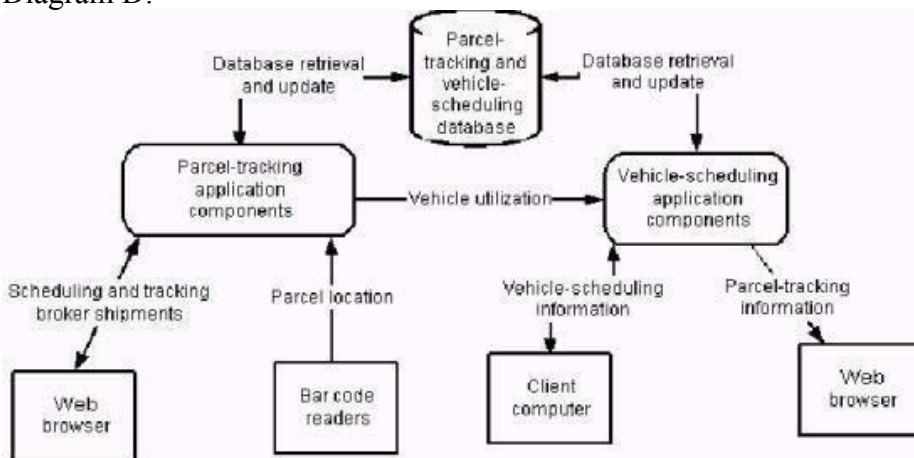 Diagram D:
Parcel-
tracking and
vehicle-
scheduling
database
Database retrieval
and update
Database retrieval
and update
Parcel-tracking
application
components
Vehicle utilization
Vehicle-scheduling
application
components
Scheduling and tracking
broker shipments
Parcel location
Vehicle-scheduling
information
Parcel-tracking
information
Web
browser
Bar code
readers
Client
computer
Web
browser